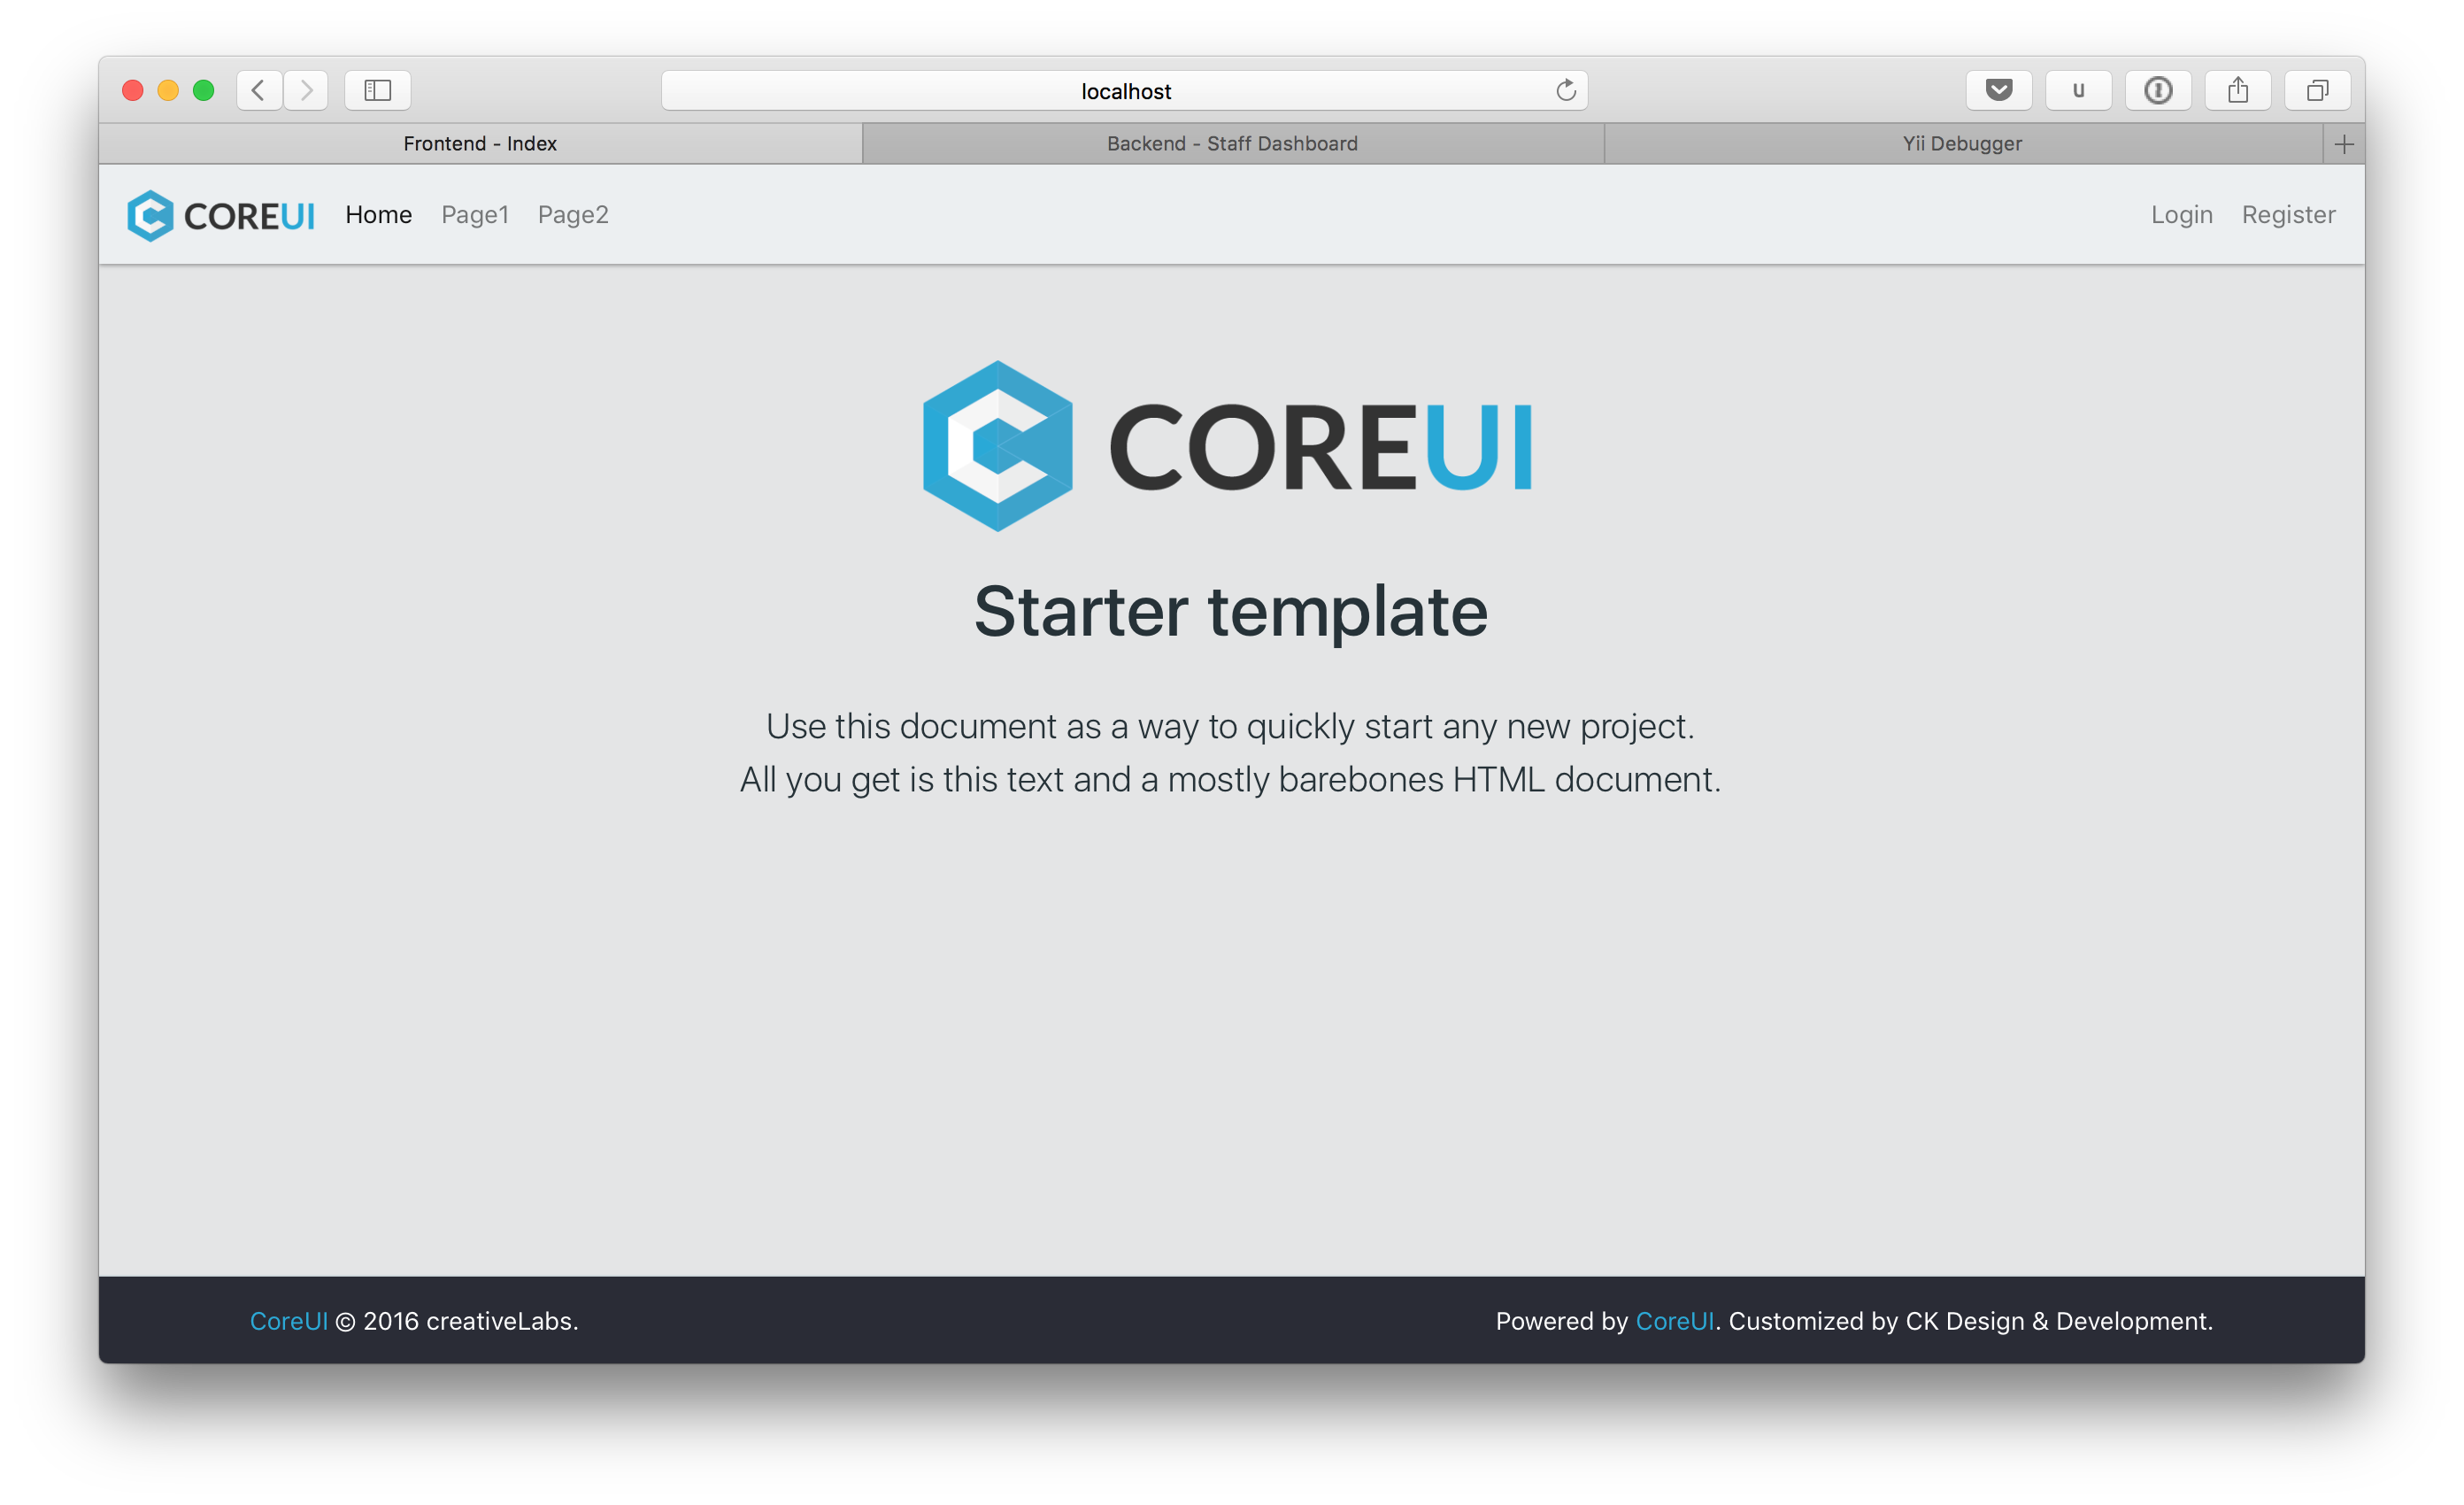 localhost
u
Frontend - Index
Backend - Staff Dashboard
Yii Debugger
COREUI
Home
Page1
Page2
Login
Register
COREUI
Starter template
Use this document as a way to quickly start any new project.
All you get is this text and a mostly barebones HTML document.
CoreUI © 2016 creativeLabs.
Powered by CoreUI. Customized by CK Design & Development.